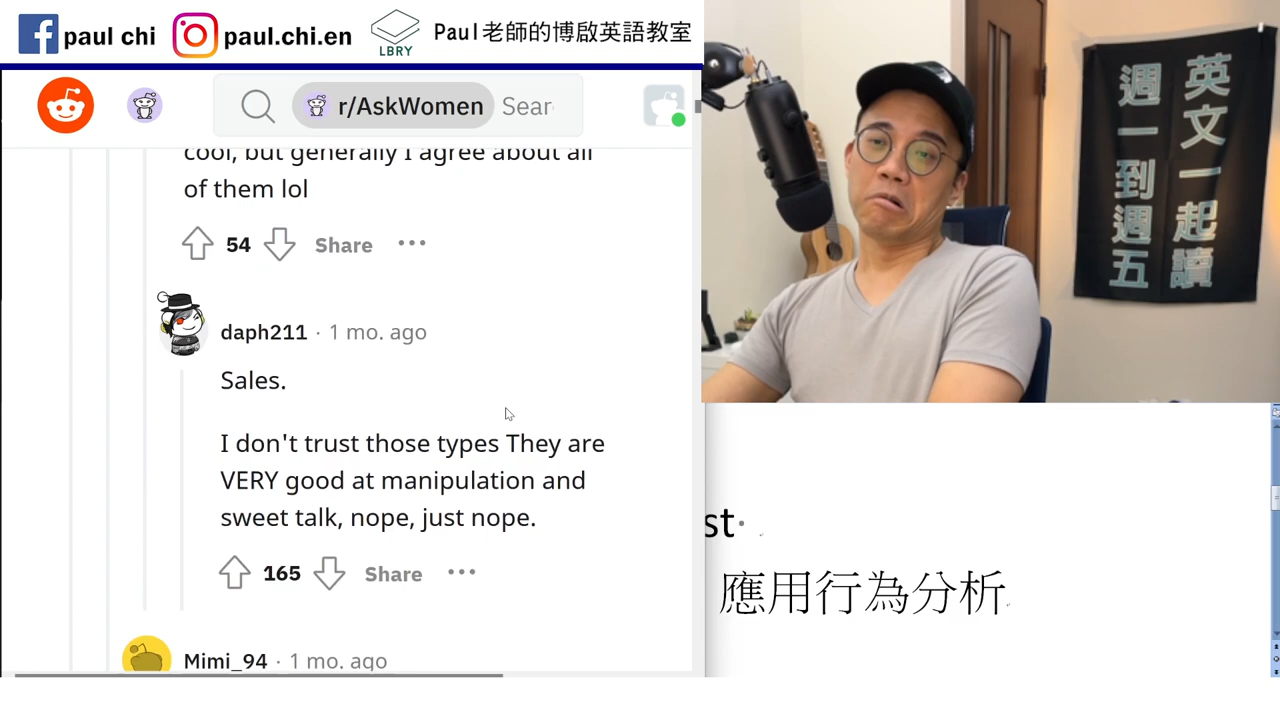 paul chi
paul.chi.en
LBRY
Paul老師的博啟英語教室
r/AskWomen
Sear
cool, but generally I agree about all
of them lol
54
Share
daph211 · 1 mo. ago
Sales.
I don't trust those types They are
VERY good at manipulation and
sweet talk, nope, just nope.
165
Share
Mimi_94 · 1 mo. ago
英文一起讀
週一到週五
st
應用行為分析